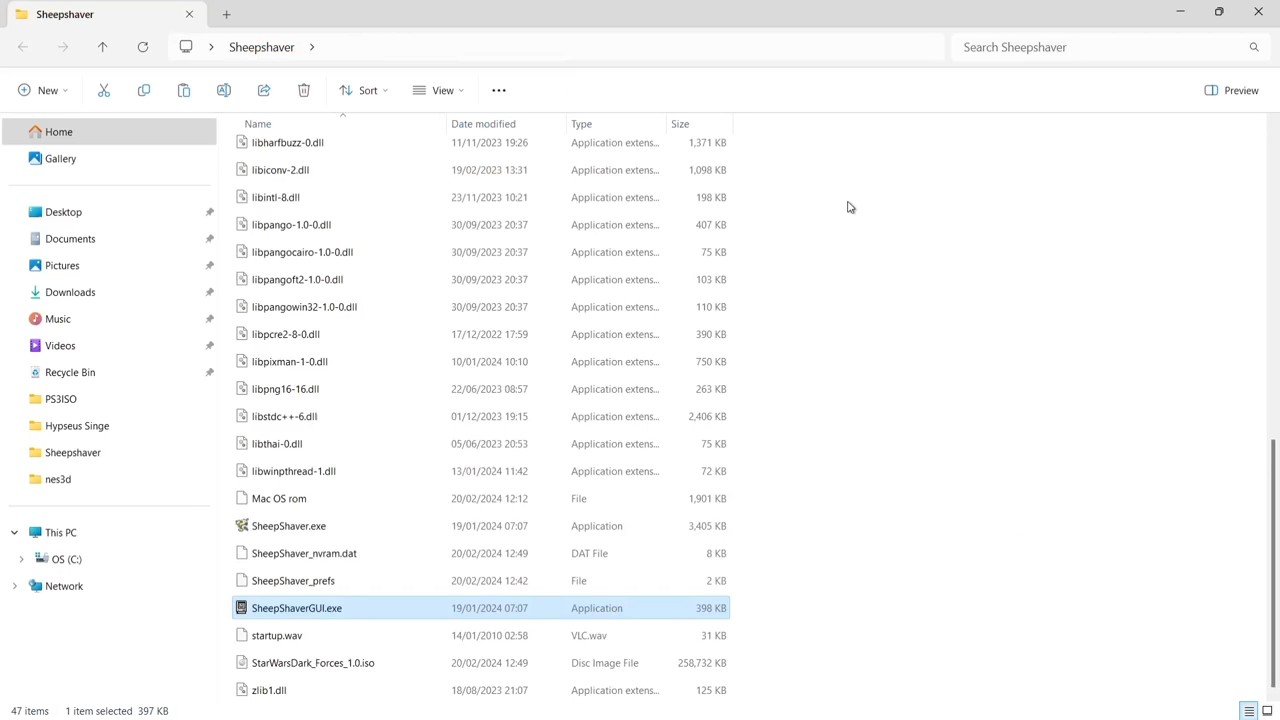 Sheepshaver
Sheepshaver
Search Sheepshaver
New
Sort
View
Preview
Home
Gallery
Desktop
Documents
Pictures
Downloads
Music
Videos
Recycle Bin
PS3ISO
Hypseus Singe
Sheepshaver
nes3d
This PC
OS (C:)
Network
Name Date modified Type Size
libharfbuzz-0.dll 11/11/2023 19:26 Application extens... 1,371 KB
libiconv-2.dll 19/02/2023 13:31 Application extens... 1,098 KB
libintl-8.dll 23/11/2023 10:21 Application extens... 198 KB
libpango-1.0-0.dll 30/09/2023 20:37 Application extens... 407 KB
libpangocairo-1.0-0.dll 30/09/2023 20:37 Application extens... 75 KB
libpangoft2-1.0-0.dll 30/09/2023 20:37 Application extens... 103 KB
libpangowin32-1.0-0.dll 30/09/2023 20:37 Application extens... 110 KB
libpcre2-8-0.dll 17/12/2022 17:59 Application extens... 390 KB
libpixman-1-0.dll 10/01/2024 10:10 Application extens... 750 KB
libpng16-16.dll 22/06/2023 08:57 Application extens... 263 KB
libstdc++-6.dll 01/12/2023 19:15 Application extens... 2,406 KB
libthai-0.dll 05/06/2023 20:53 Application extens... 75 KB
libwinpthread-1.dll 13/01/2024 11:42 Application extens... 72 KB
Mac OS rom 20/02/2024 12:12 File 1,901 KB
SheepShaver.exe 19/01/2024 07:07 Application 3,405 KB
SheepShaver_nvram.dat 20/02/2024 12:49 DAT File 8 KB
SheepShaver_prefs 20/02/2024 12:42 File 2 KB
SheepShaverGUI.exe 19/01/2024 07:07 Application 398 KB
startup.wav 14/01/2010 02:58 VLC.wav 31 KB
StarWarsDark_Forces_1.0.iso 20/02/2024 12:49 Disc Image File 258,732 KB
zlib1.dll 18/08/2023 21:07 Application extens... 125 KB
47 items 1 item selected 397 KB